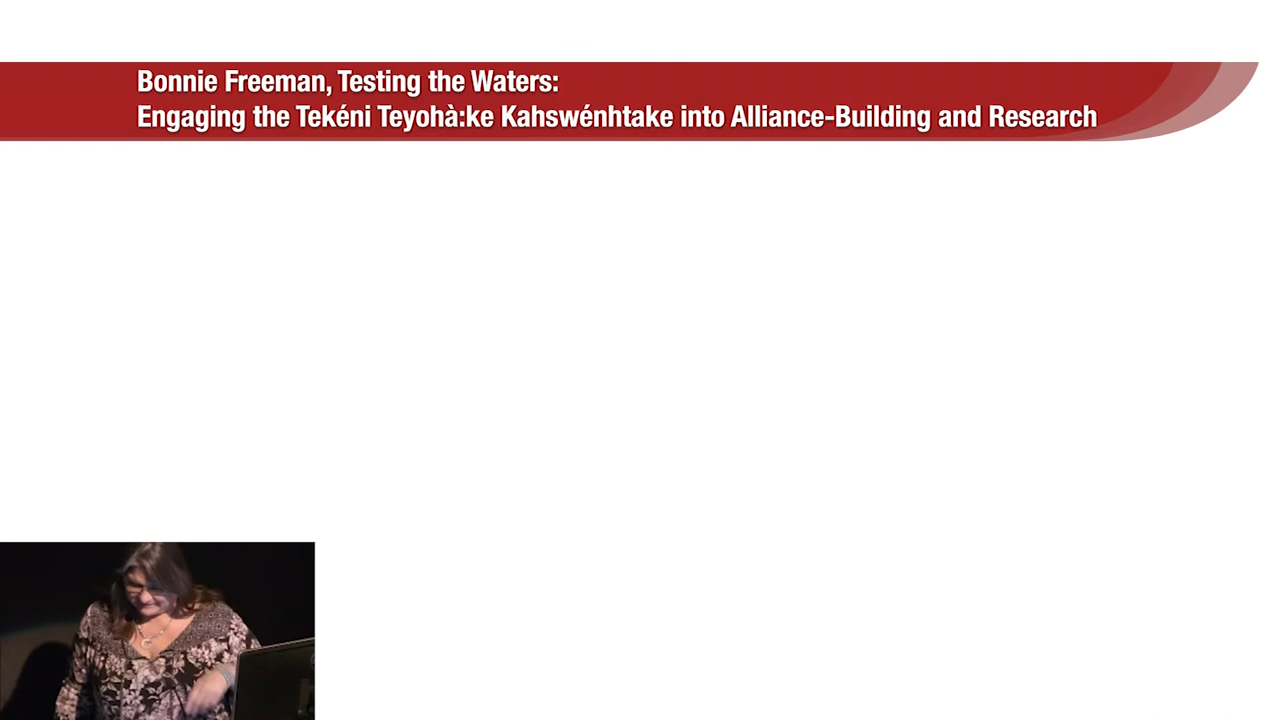 Bonnie Freeman, Testing the Waters:
Engaging the Tekéni Teyohà:ke Kahswénhtake into Alliance-Building and Research